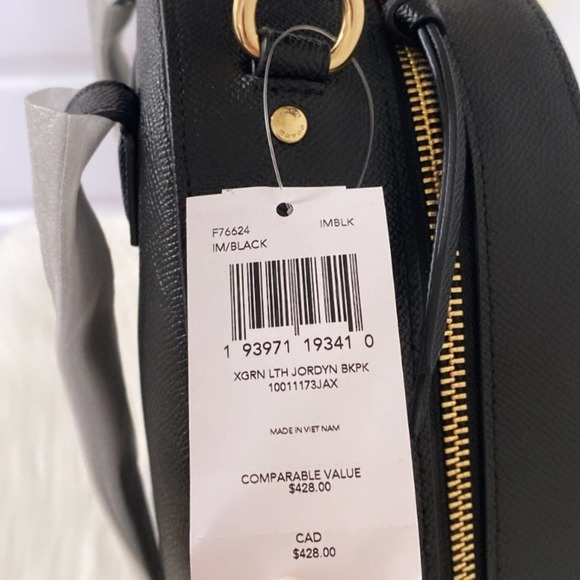 F76624 IMBLK
IM/BLACK
1 93971 19341 0
XGRN LTH JORDYN BKPK
10011173JAX
MADE IN VIET NAM
COMPARABLE VALUE
$428.00
CAD
$428.00